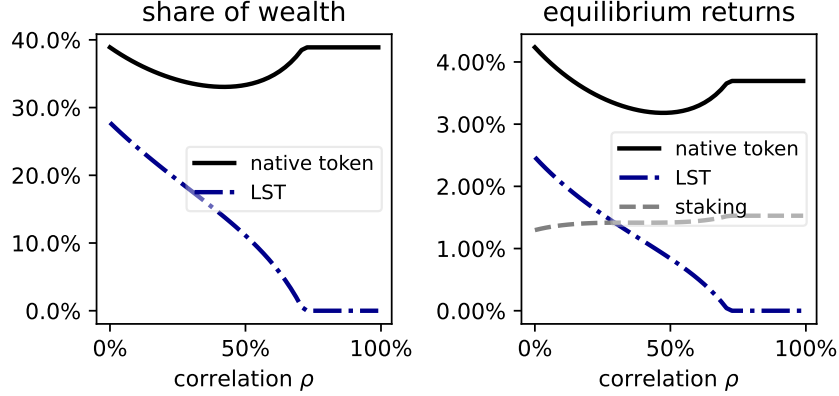 share of wealth
40.0%
30.0%
20.0%
10.0%
0.0%
native token
LST
0%
50%
100%
correlation ρ
equilibrium returns
4.00%
3.00%
2.00%
1.00%
0.00%
native token
LST
staking
0%
50%
100%
correlation ρ